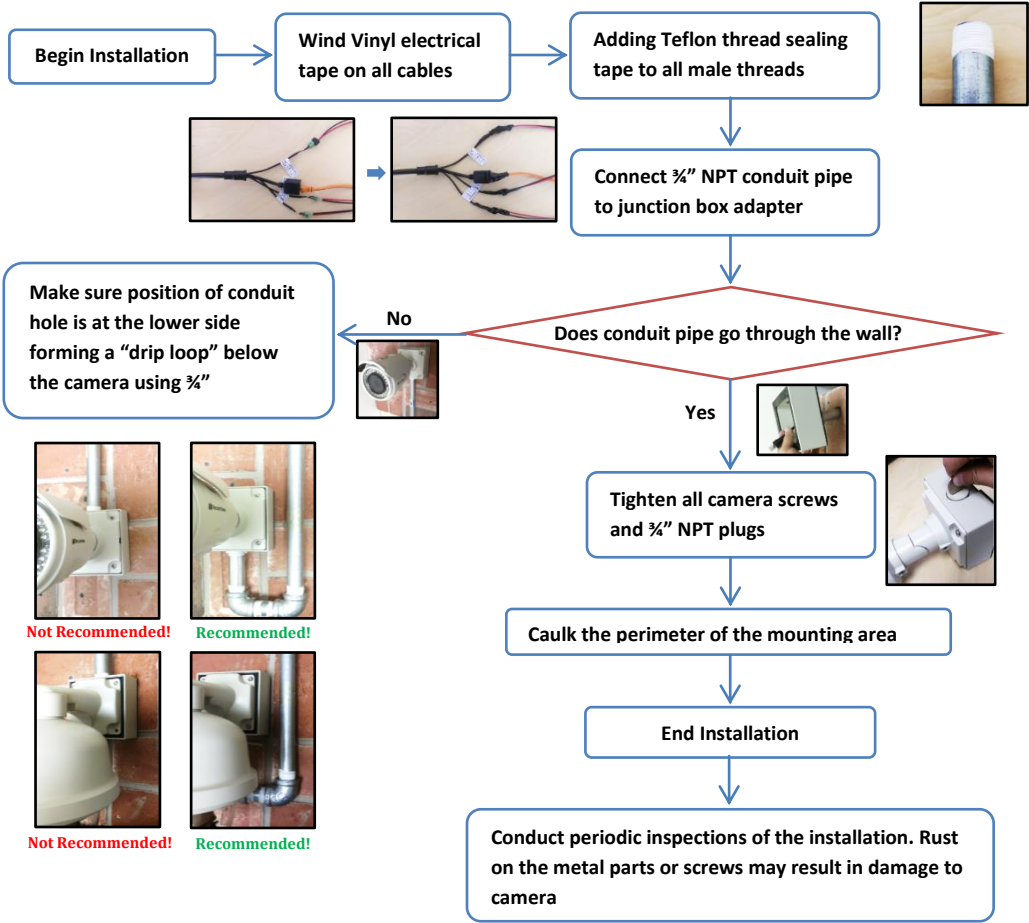 Begin Installation
Wind Vinyl electrical
tape on all cables
Adding Teflon thread sealing
tape to all male threads
Connect ¾” NPT conduit pipe
to junction box adapter
Does conduit pipe go through the wall?
No
Make sure position of conduit
hole is at the lower side
forming a “drip loop” below
the camera using ¾”
Yes
Tighten all camera screws
and ¾” NPT plugs
Not Recommended!
Recommended!
Caulk the perimeter of the mounting area
End Installation
Not Recommended!
Recommended!
Conduct periodic inspections of the installation. Rust
on the metal parts or screws may result in damage to
camera